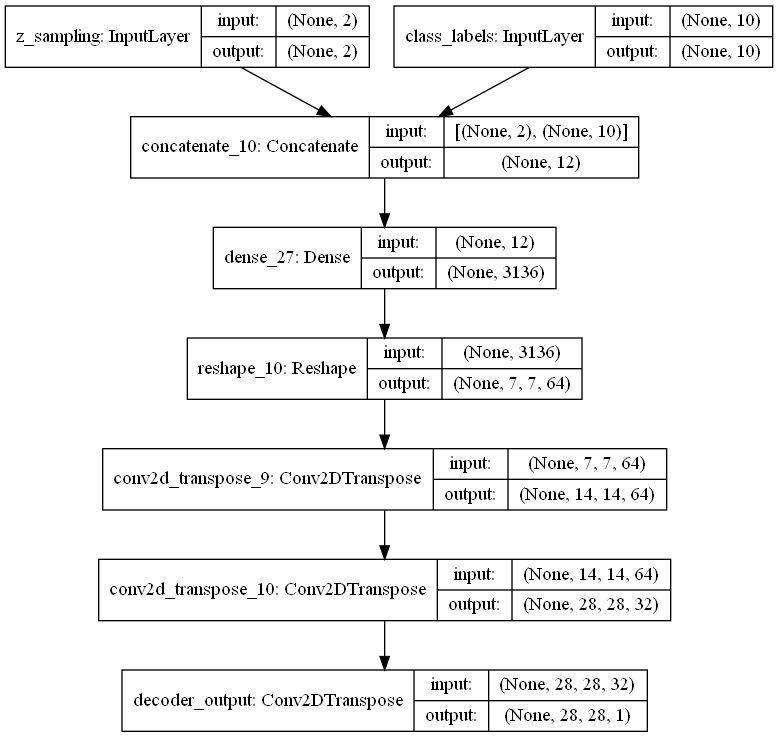 z_sampling: InputLayer
input: (None, 2)
output: (None, 2)
class_labels: InputLayer
input: (None, 10)
output: (None, 10)
concatenate_10: Concatenate
input: [(None, 2), (None, 10)]
output: (None, 12)
dense_27: Dense
input: (None, 12)
output: (None, 3136)
reshape_10: Reshape
input: (None, 3136)
output: (None, 7, 7, 64)
conv2d_transpose_9: Conv2DTranspose
input: (None, 7, 7, 64)
output: (None, 14, 14, 64)
conv2d_transpose_10: Conv2DTranspose
input: (None, 14, 14, 64)
output: (None, 28, 28, 32)
decoder_output: Conv2DTranspose
input: (None, 28, 28, 32)
output: (None, 28, 28, 1)